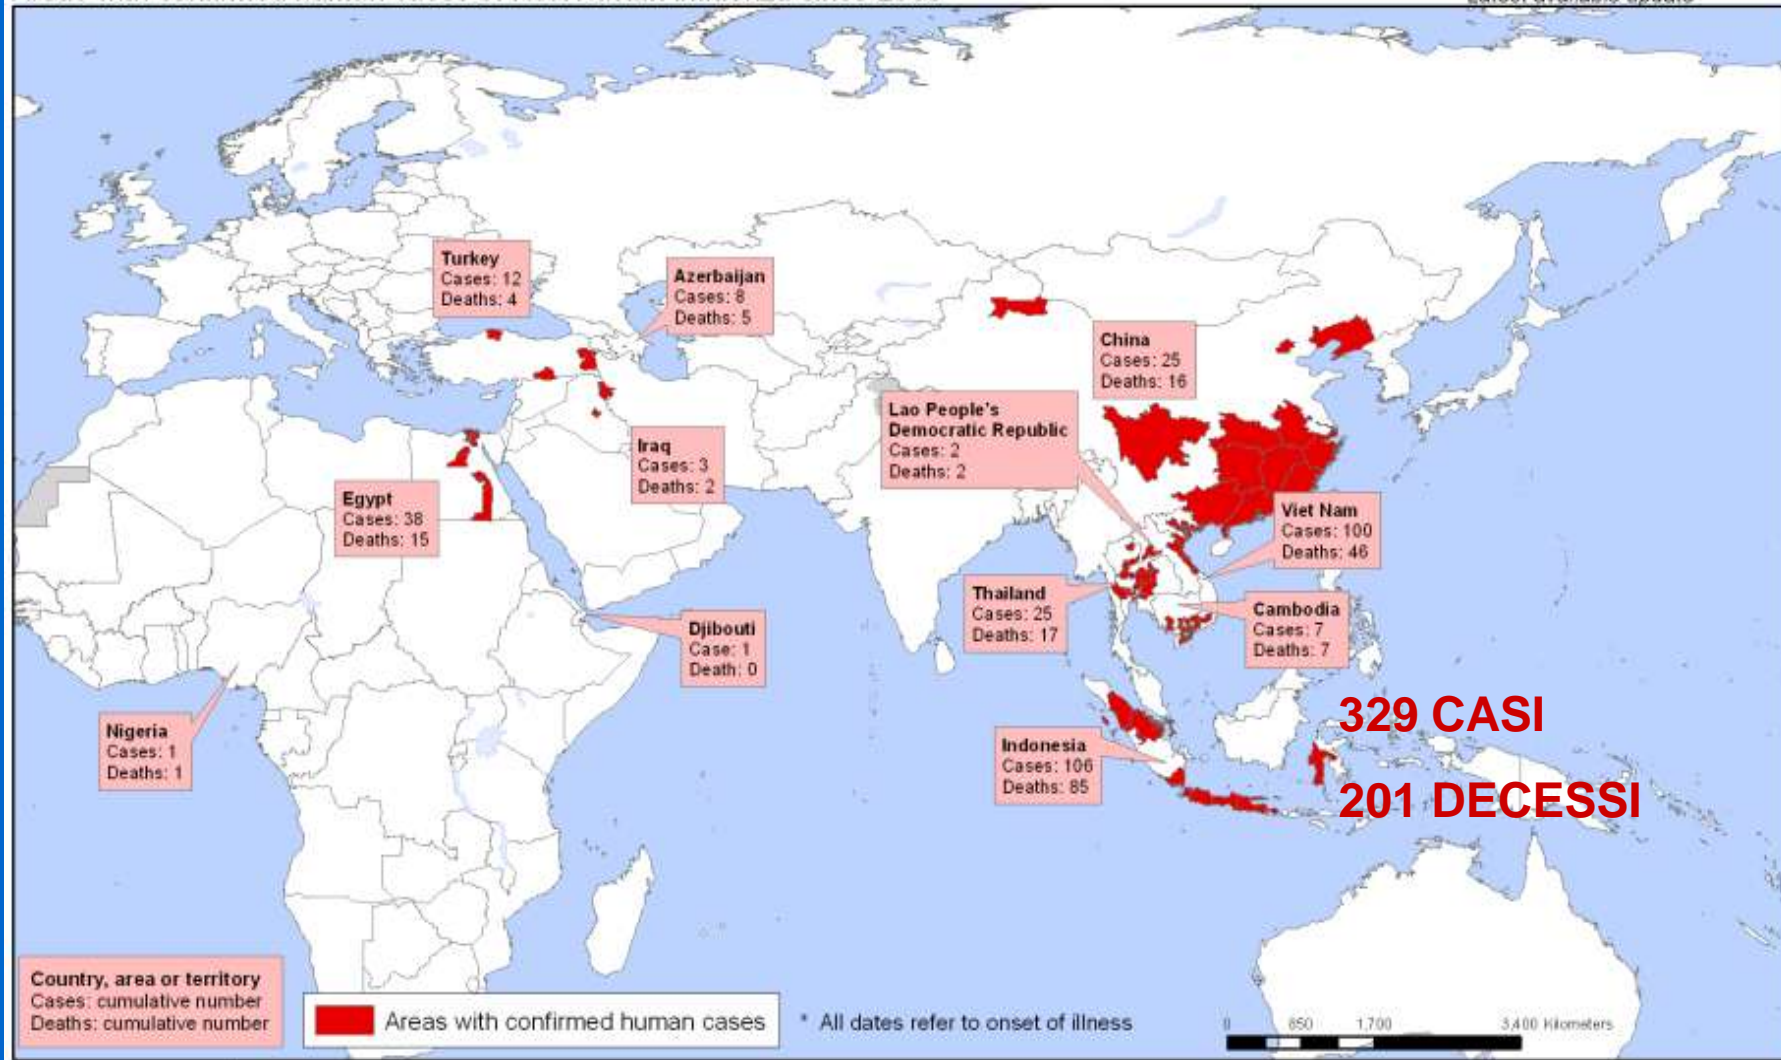 Turkey
Cases: 12
Deaths: 4
Azerbaijan
Cases: 8
Deaths: 5
China
Cases: 25
Deaths: 16
Lao People's
Democratic Republic
Cases: 2
Deaths: 2
Iraq
Cases: 3
Deaths: 2
Egypt
Cases: 38
Deaths: 15
Viet Nam
Cases: 100
Deaths: 46
Thailand
Cases: 25
Deaths: 17
Cambodia
Cases: 7
Deaths: 7
Djibouti
Case: 1
Death: 0
Nigeria
Cases: 1
Deaths: 1
Indonesia
Cases: 106
Deaths: 85
329 CASI
201 DECESSI
Country, area or territory
Cases: cumulative number
Deaths: cumulative number
Areas with confirmed human cases
* All dates refer to onset of illness
0 850 1,700 3,400 Kilometers